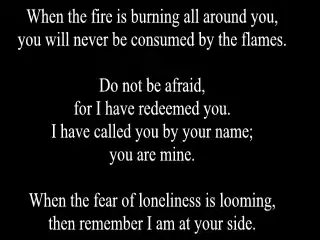 When the fire is burning all around you,
you will never be consumed by the flames.
Do not be afraid,
for I have redeemed you.
I have called you by your name;
you are mine.
When the fear of loneliness is looming,
then remember I am at your side.